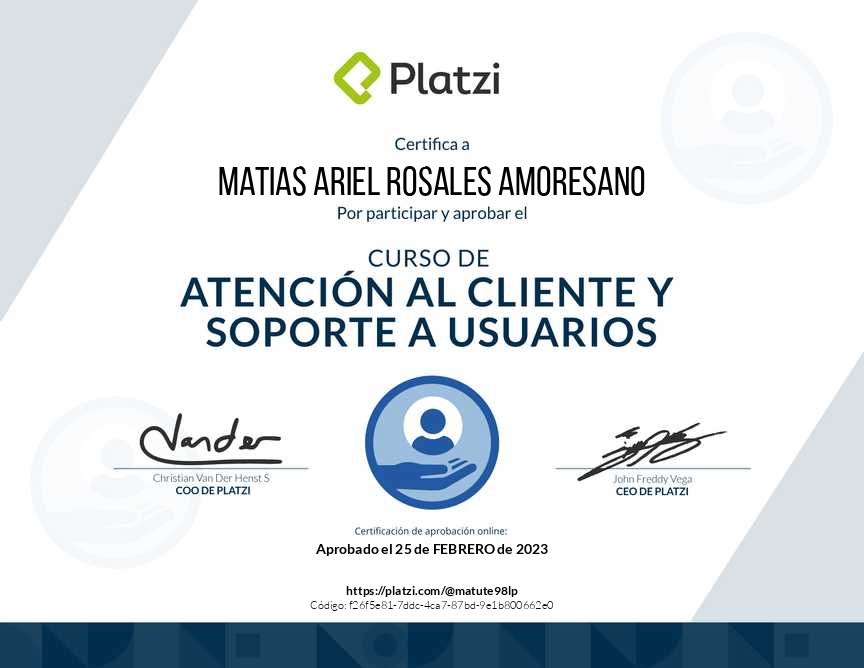 Platzi
Certifica a
MATIAS ARIEL ROSALES AMORESANO
Por participar y aprobar el
CURSO DE
ATENCIÓN AL CLIENTE Y
SOPORTE A USUARIOS
Vander
Christian Van Der Henst S
COO DE PLATZI
John Freddy Vega
CEO DE PLATZI
Certificación de aprobación online:
Aprobado el 25 de FEBRERO de 2023
https://platzi.com/@matute98lp
Código: f26f5e81-7ddc-4ca7-87bd-9e1b800662e0